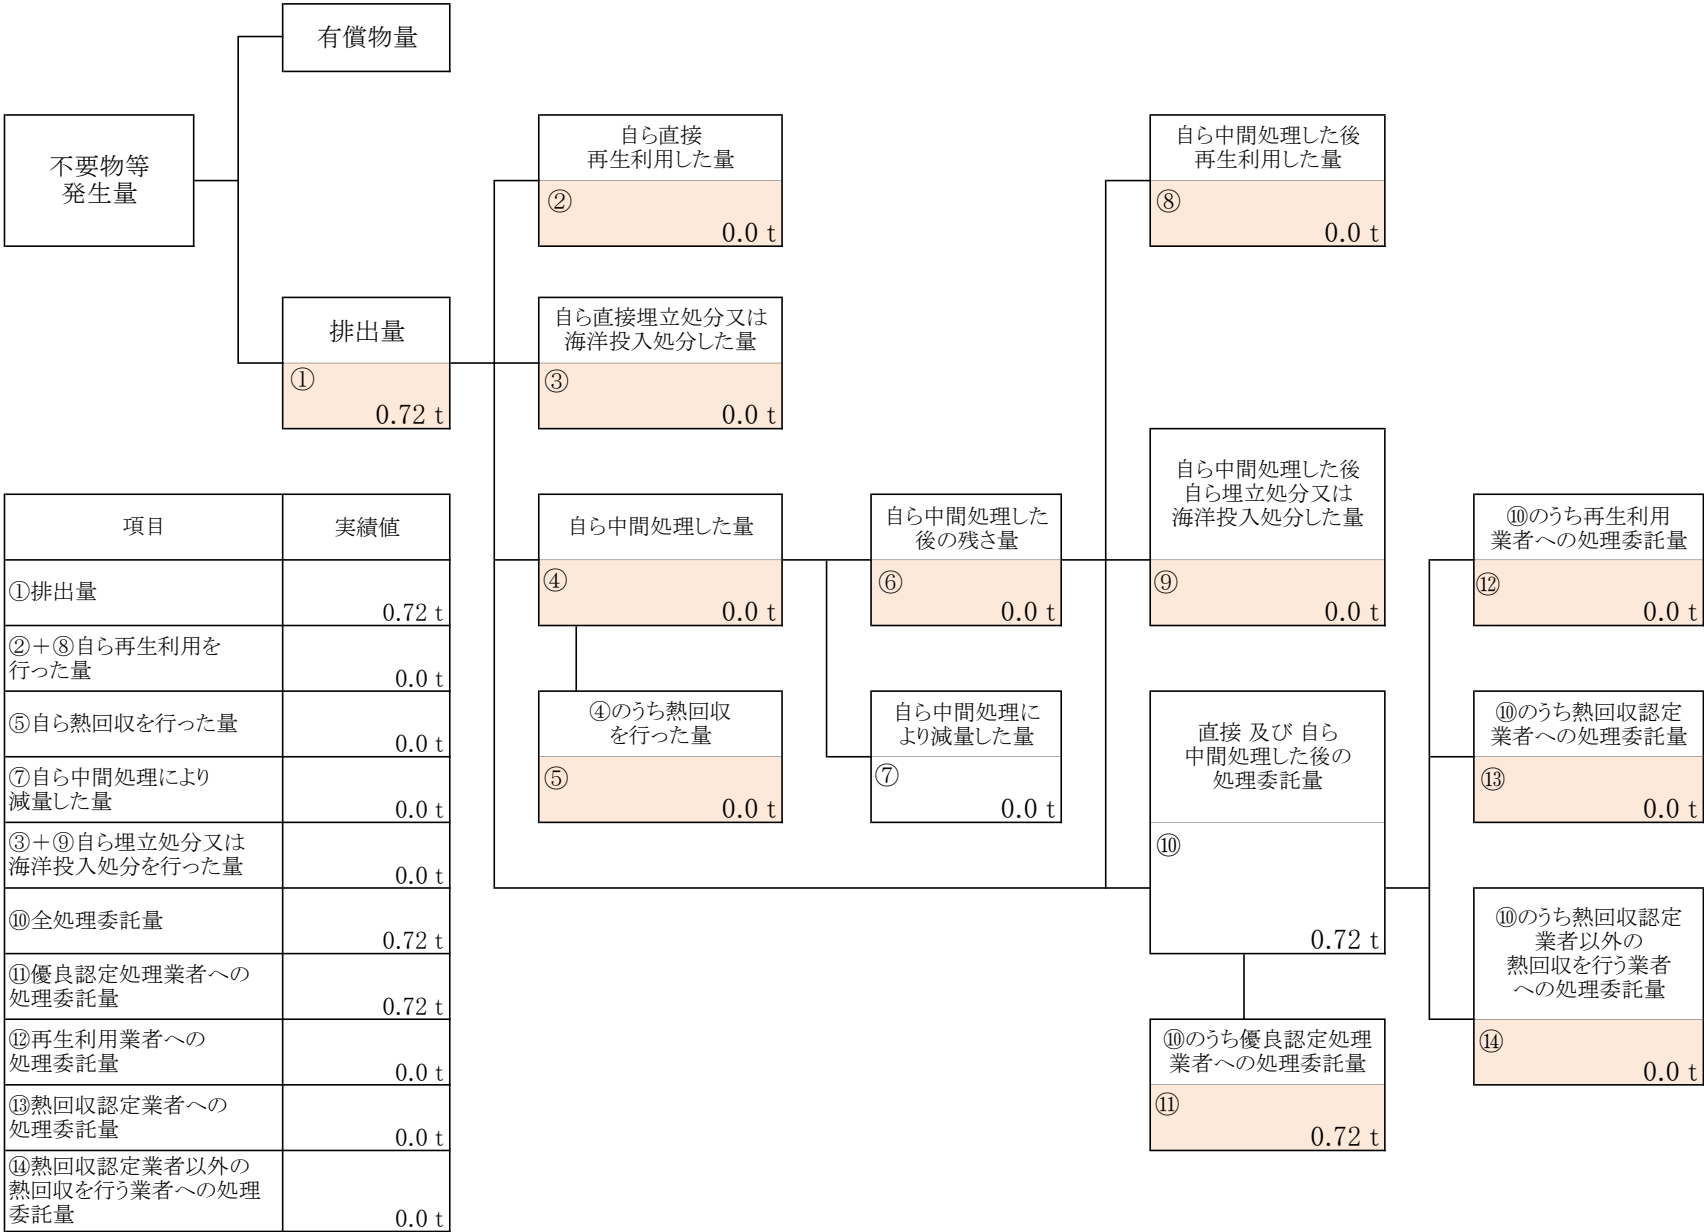 有償物量
不要物等
発生量
自ら直接
再生利用した量
②
0.0 t
自ら中間処理した後
再生利用した量
⑧
0.0 t
排出量
①
0.72 t
自ら直接埋立処分又は
海洋投入処分した量
③
0.0 t
自ら中間処理した量
④
0.0 t
自ら中間処理した
後の残さ量
⑥
0.0 t
自ら中間処理した後
自ら埋立処分又は
海洋投入処分した量
⑨
0.0 t
⑩のうち再生利用
業者への処理委託量
⑫
0.0 t
④のうち熱回収
を行った量
⑤
0.0 t
自ら中間処理に
より減量した量
⑦
0.0 t
直接 及び 自ら
中間処理した後の
処理委託量
⑩
0.72 t
⑩のうち熱回収認定
業者への処理委託量
⑬
0.0 t
⑩のうち熱回収認定
業者以外の
熱回収を行う業者
への処理委託量
⑭
0.0 t
⑩のうち優良認定処理
業者への処理委託量
⑪
0.72 t
項目
実績値
①排出量
0.72 t
②+⑧自ら再生利用を
行った量
0.0 t
⑤自ら熱回収を行った量
0.0 t
⑦自ら中間処理により
減量した量
0.0 t
③+⑨自ら埋立処分又は
海洋投入処分を行った量
0.0 t
⑩全処理委託量
0.72 t
⑪優良認定処理業者への
処理委託量
0.72 t
⑫再生利用業者への
処理委託量
0.0 t
⑬熱回収認定業者への
処理委託量
0.0 t
⑭熱回収認定業者以外の
熱回収を行う業者への処理
委託量
0.0 t